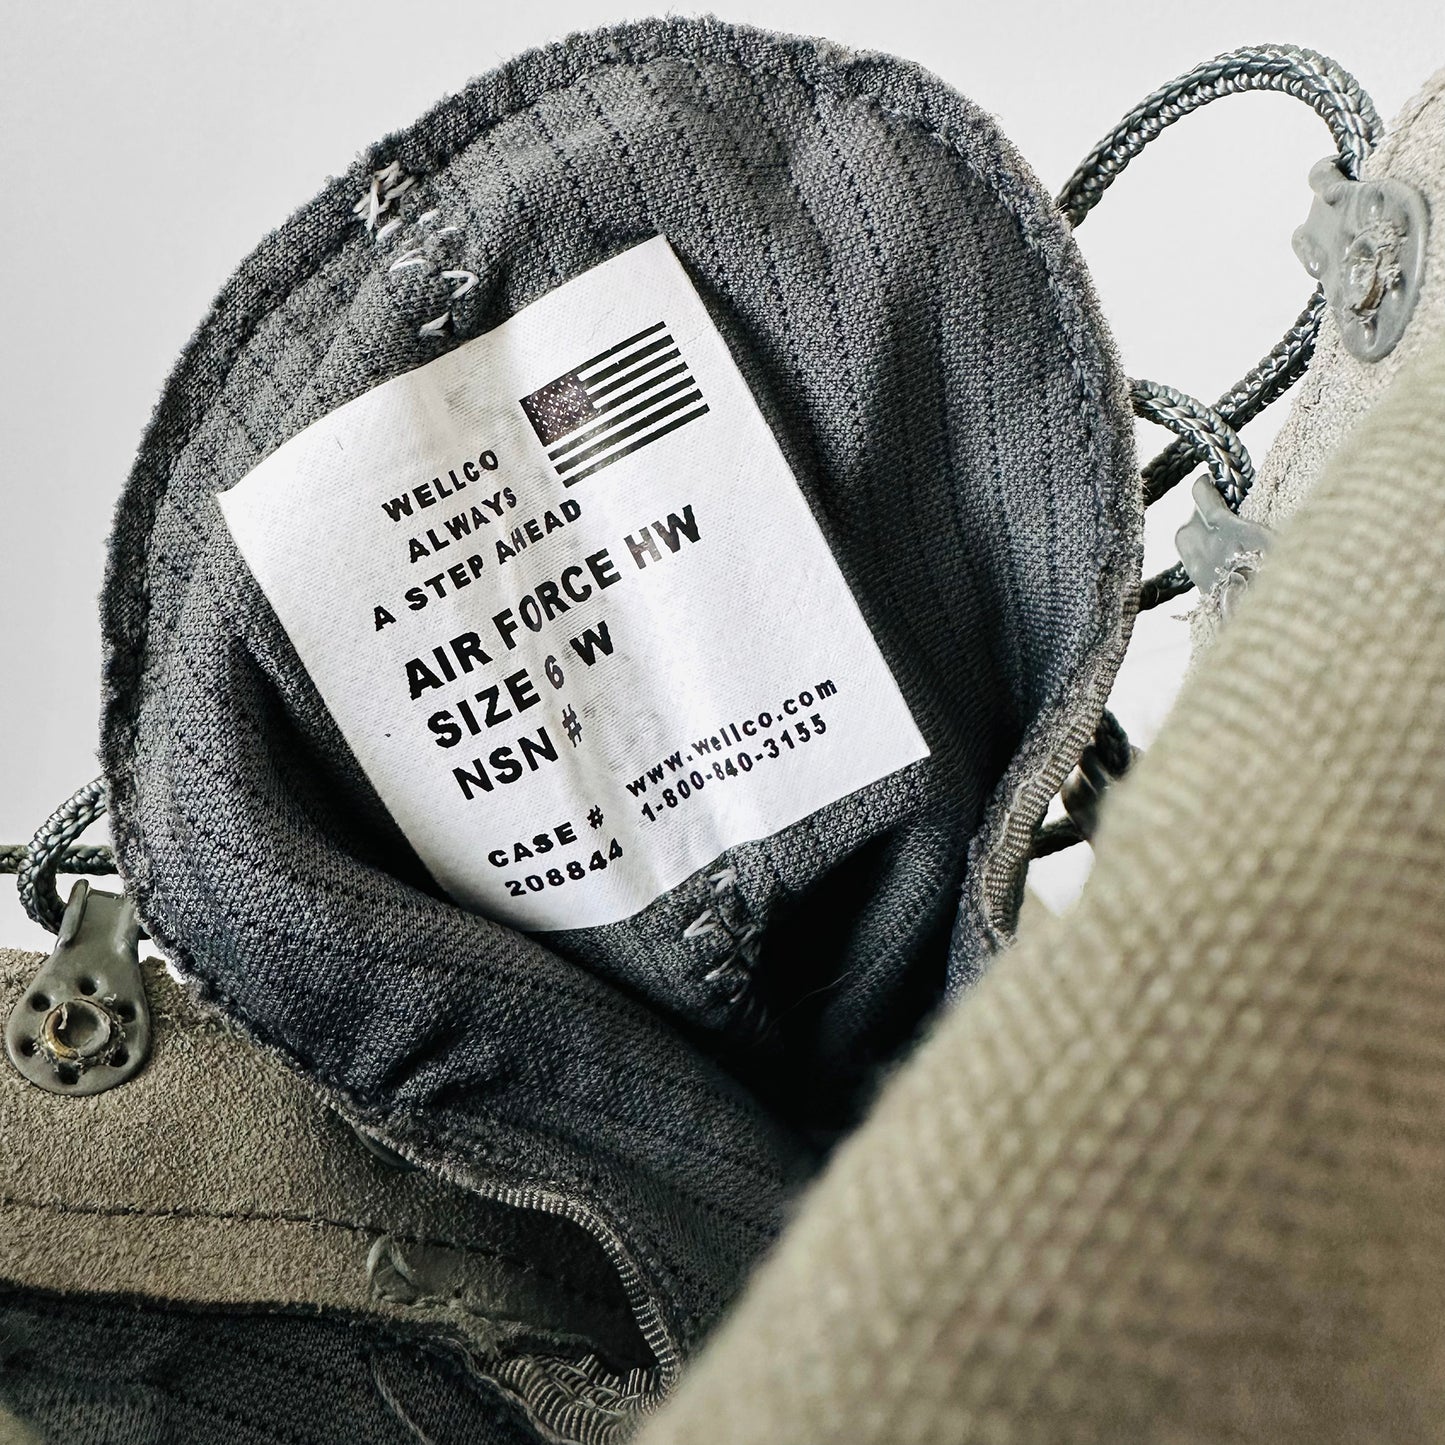 WELLCO
ALWAYS
A STEP AHEAD
AIR FORCE HW
SIZE 6 W
NSN #
www.wellco.com
1-800-840-3155
CASE #
208844